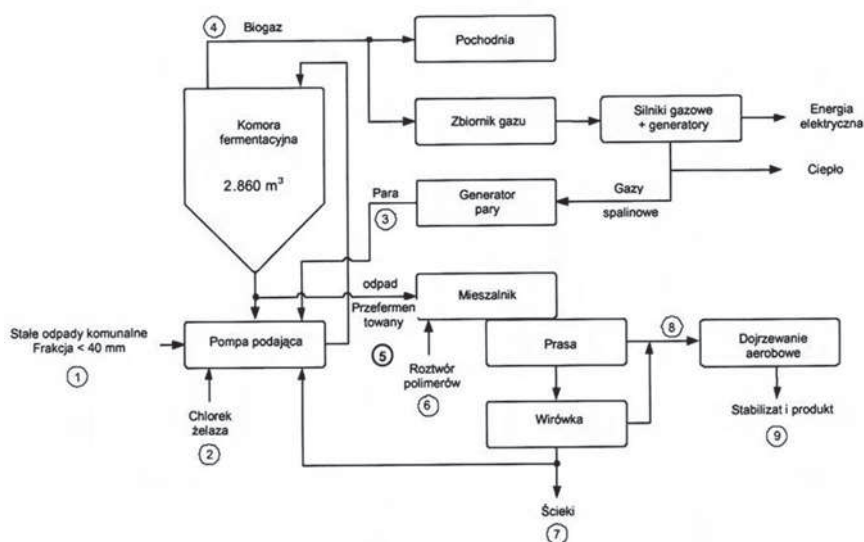 4
Biogaz
Pochodnia
Komora
fermentacyjna
2.860 m³
Zbiornik gazu
Silniki gazowe
+ generatory
Energia
elektryczna
Ciepło
Para
3
Generator
pary
Gazy
spalinowe
odpad
Przefermen
towany
5
Mieszalnik
Stałe odpady komunalne
Frakcja < 40 mm
1
Pompa podająca
Prasa
8
Dojrzewanie
aerobowe
Roztwór
polimerów
6
Chlorek
żelaza
2
Wirówka
Stabilizat i produkt
9
Ścieki
7